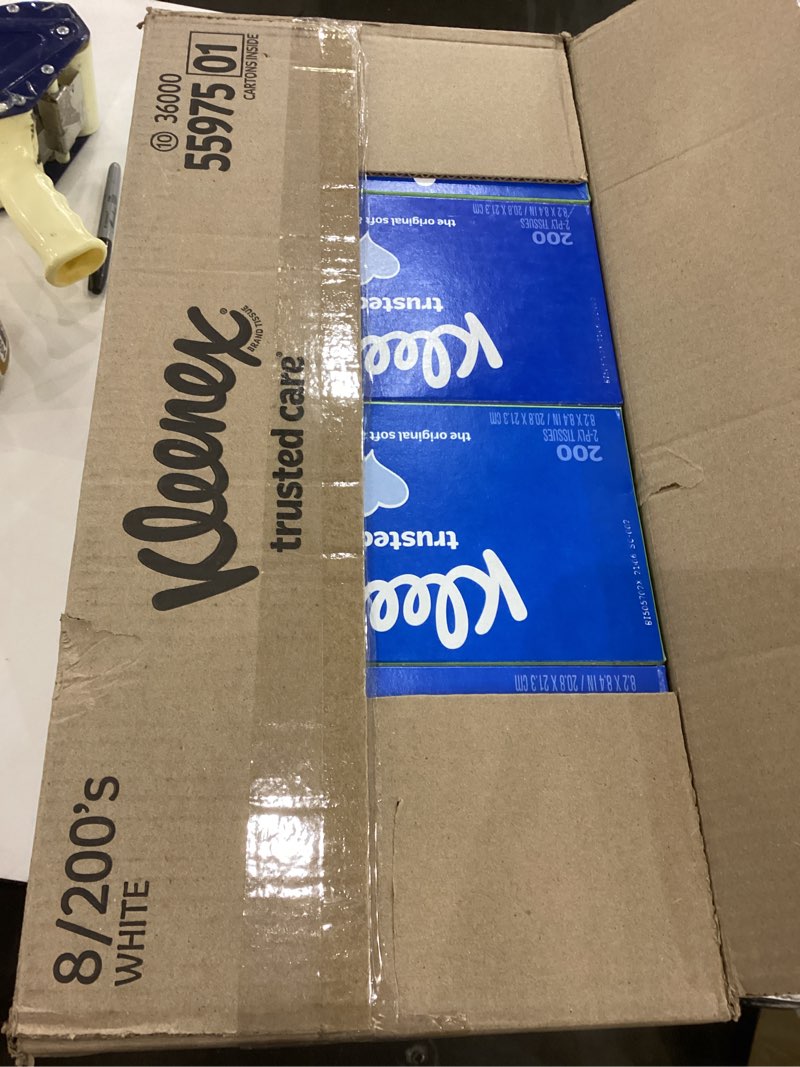 10 36000
55975 01
CARTONS INSIDE
Kleenex®
BRAND TISSUE
trusted care®
8/200's
WHITE
8.2 X 8.4 IN / 20.8 X 21.3 CM
2-PLY TISSUES
200
the original soft &
trusted
Klee
8.2 X 8.4 IN / 20.8 X 21.3 CM
2-PLY TISSUES
200
the original soft &
trusted
Klee
8.2 X 8.4 IN / 20.8 X 21.3 CM